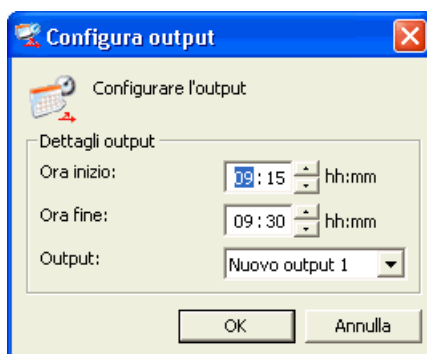 Configura output
Configurare l'output
Dettagli output
Ora inizio: 09:15 hh:mm
Ora fine: 09:30 hh:mm
Output: Nuovo output 1
OK Annulla